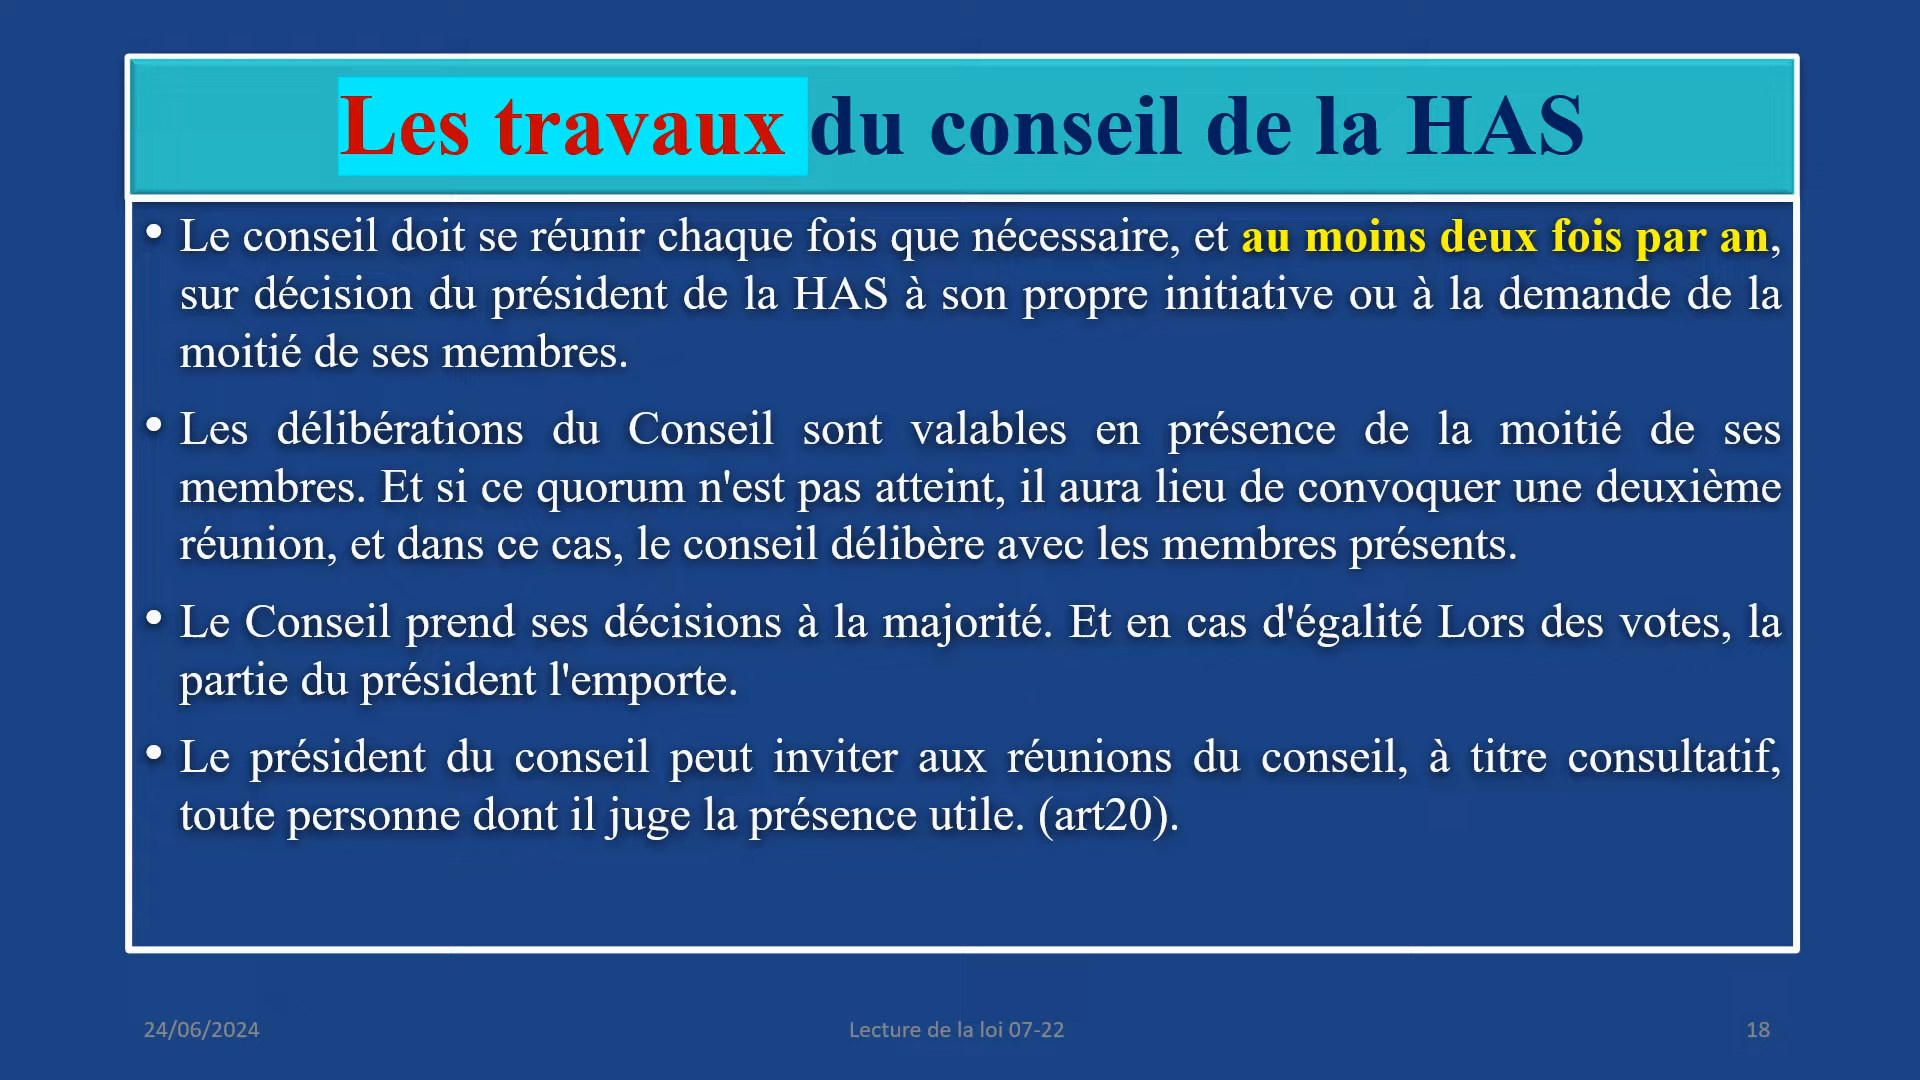 Les travaux du conseil de la HAS
• Le conseil doit se réunir chaque fois que nécessaire, et au moins deux fois par an,
sur décision du président de la HAS à son propre initiative ou à la demande de la
moitié de ses membres.
• Les délibérations du Conseil sont valables en présence de la moitié de ses
membres. Et si ce quorum n'est pas atteint, il aura lieu de convoquer une deuxième
réunion, et dans ce cas, le conseil délibère avec les membres présents.
• Le Conseil prend ses décisions à la majorité. Et en cas d'égalité Lors des votes, la
partie du président l'emporte.
• Le président du conseil peut inviter aux réunions du conseil, à titre consultatif,
toute personne dont il juge la présence utile. (art20).
24/06/2024 Lecture de la loi 07-22 18